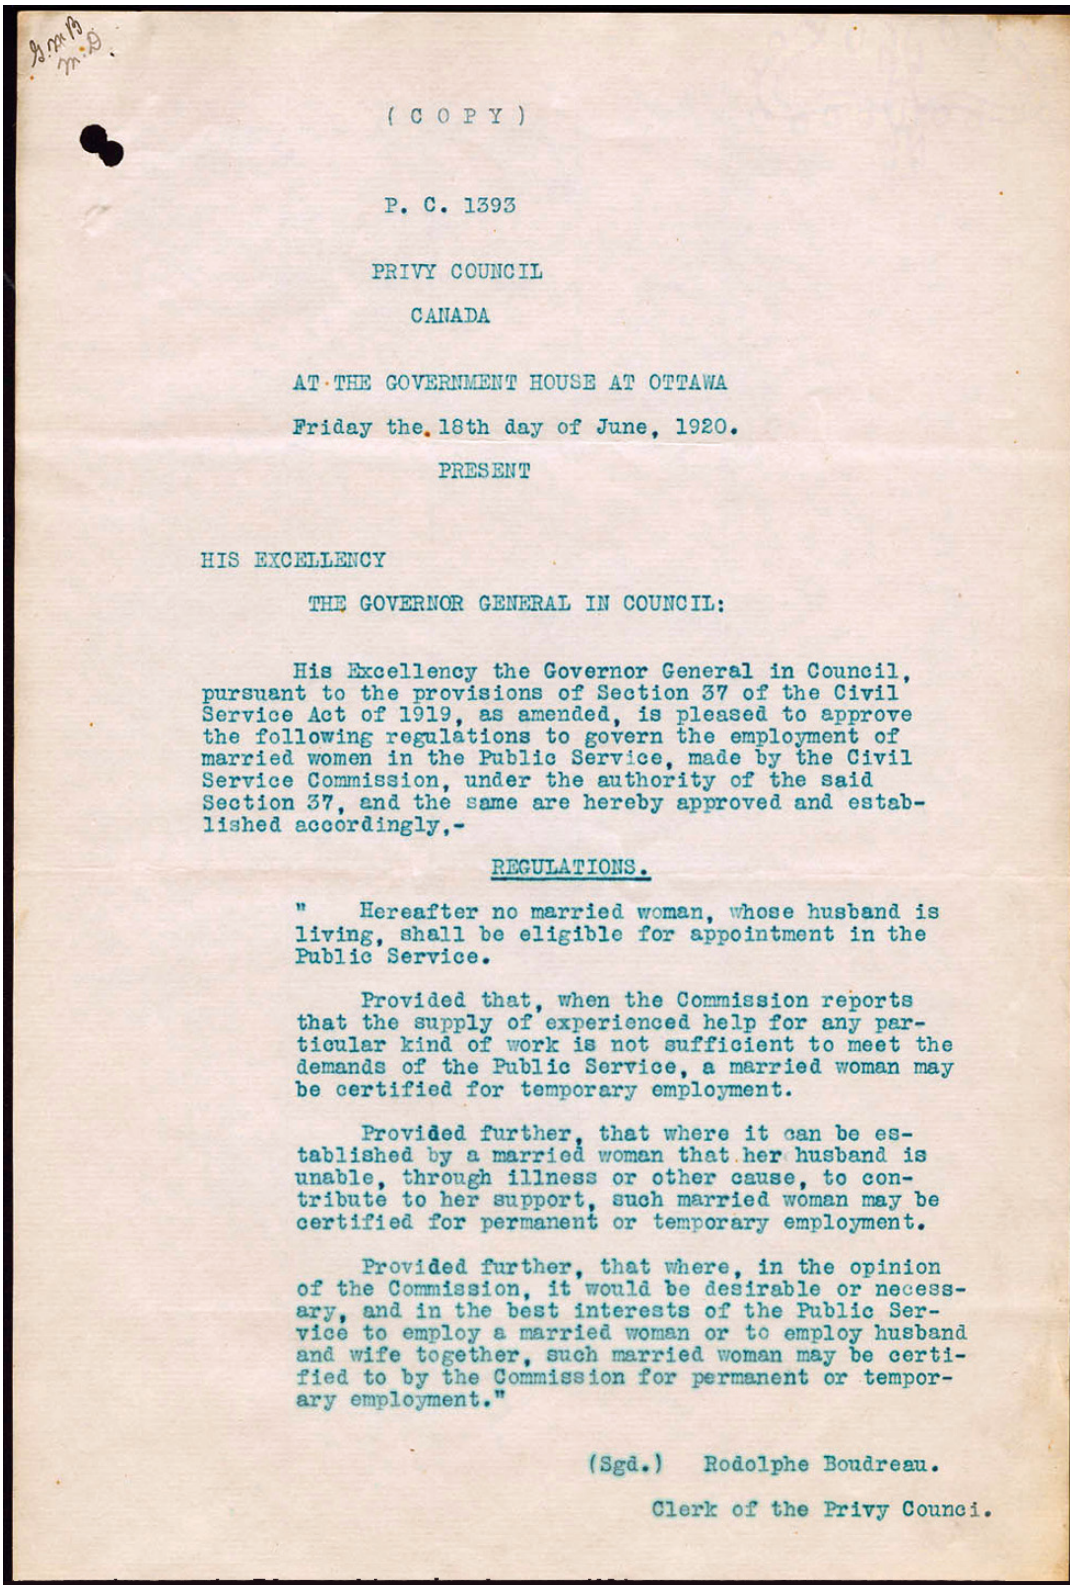 G.M.B
M.D.
( C O P Y )
P. C. 1393
PRIVY COUNCIL
CANADA
AT THE GOVERNMENT HOUSE AT OTTAWA
Friday the 18th day of June, 1920.
PRESENT
HIS EXCELLENCY
THE GOVERNOR GENERAL IN COUNCIL:
His Excellency the Governor General in Council,
pursuant to the provisions of Section 37 of the Civil
Service Act of 1919, as amended, is pleased to approve
the following regulations to govern the employment of
married women in the Public Service, made by the Civil
Service Commission, under the authority of the said
Section 37, and the same are hereby approved and estab-
lished accordingly,-
REGULATIONS.
" Hereafter no married woman, whose husband is
living, shall be eligible for appointment in the
Public Service.
Provided that, when the Commission reports
that the supply of experienced help for any par-
ticular kind of work is not sufficient to meet the
demands of the Public Service, a married woman may
be certified for temporary employment.
Provided further, that where it can be es-
tablished by a married woman that her husband is
unable, through illness or other cause, to con-
tribute to her support, such married woman may be
certified for permanent or temporary employment.
Provided further, that where, in the opinion
of the Commission, it would be desirable or necess-
ary, and in the best interests of the Public Ser-
vice to employ a married woman or to employ husband
and wife together, such married woman may be certi-
fied to by the Commission for permanent or tempor-
ary employment."
(Sgd.) Rodolphe Boudreau.
Clerk of the Privy Counci.